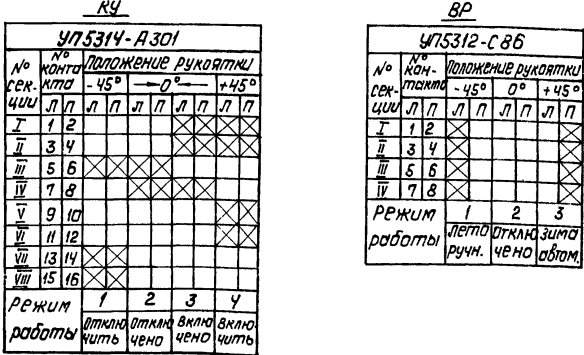 КУ
УП5314-А301
№ секции
№ контакта
Положение рукоятки
-45° →0°← +45°
Л П Л П Л П Л П Л П
I 1 2
II 3 4
III 5 6
IV 7 8
V 9 10
VI 11 12
VII 13 14
VIII 15 16
Режим работы
1 2 3 4
Отклю-
чить
Отклю
чено
Вклю
чено
Вклю-
чить
ВР
УП5312-С86
№ сек-
ции
№ кон-
такта
Положение рукоятки
-45° 0° +45°
Л П Л П Л П Л П
I 1 2
II 3 4
III 5 6
IV 7 8
Режим
работы
1 2 3
Лето
ручн.
Отклю
чено
Зима
автом.